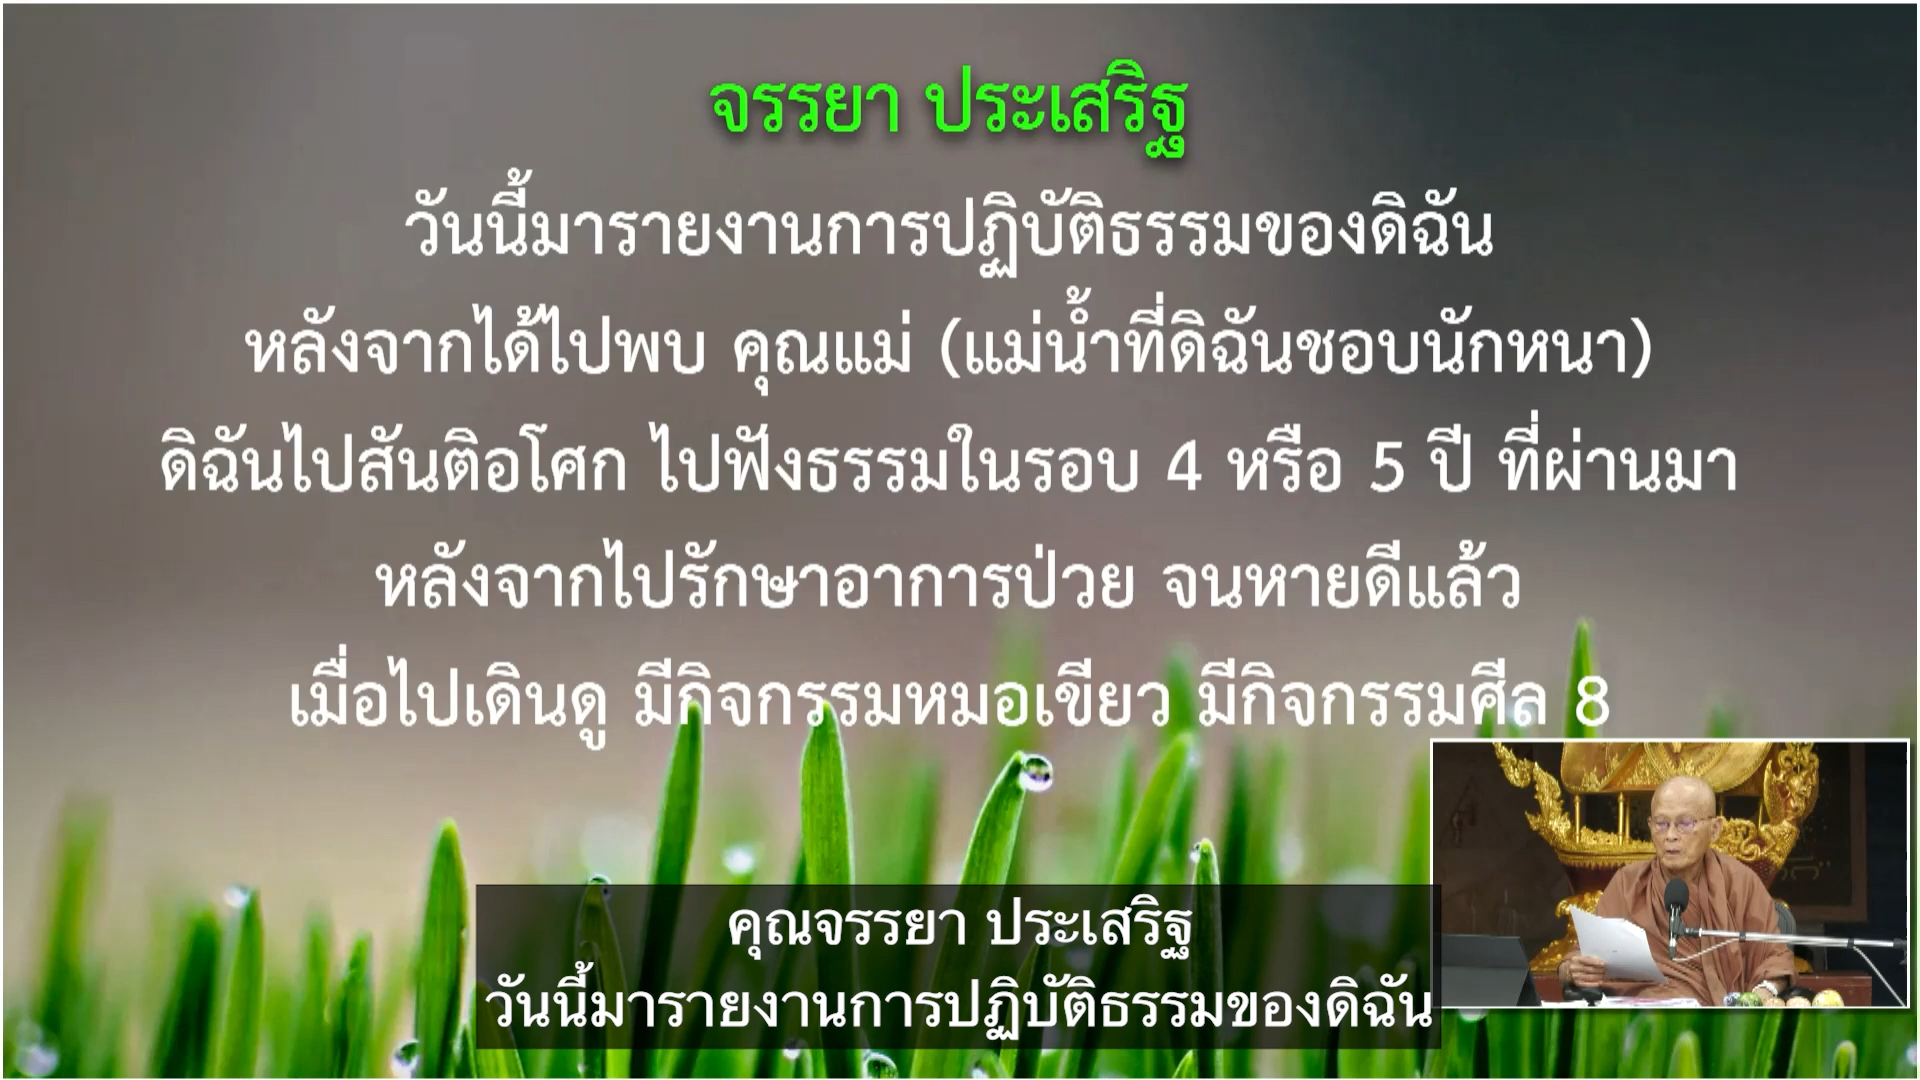 จรรยา ประเสริฐ
วันนี้มารายงานการปฏิบัติธรรมของดิฉัน
หลังจากได้ไปพบ คุณแม่ (แม่น้ำที่ดิฉันชอบนักหนา)
ดิฉันไปสันติอโศก ไปฟังธรรมในรอบ 4 หรือ 5 ปี ที่ผ่านมา
หลังจากไปรักษาอาการป่วย จนหายดีแล้ว
เมื่อไปเดินดู มีกิจกรรมหมอเขียว มีกิจกรรมศีล 8
คุณจรรยา ประเสริฐ
วันนี้มารายงานการปฏิบัติธรรมของดิฉัน